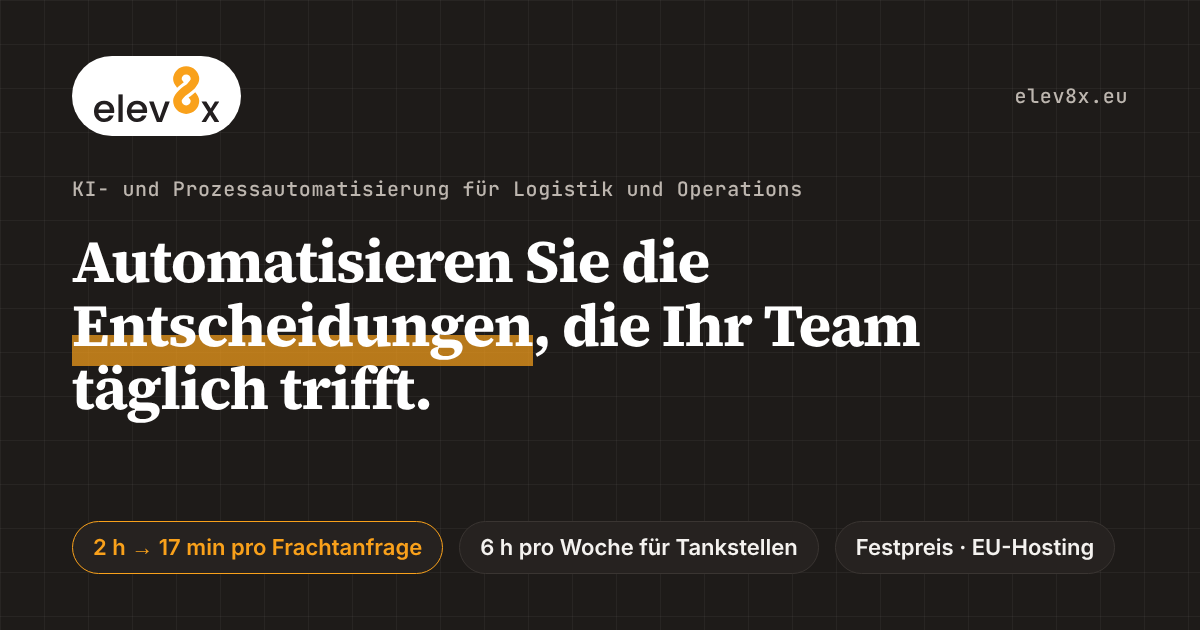 elev8x
elev8x.eu
KI- und Prozessautomatisierung für Logistik und Operations
Automatisieren Sie die
Entscheidungen, die Ihr Team
täglich trifft.
2 h → 17 min pro Frachtanfrage
6 h pro Woche für Tankstellen
Festpreis · EU-Hosting